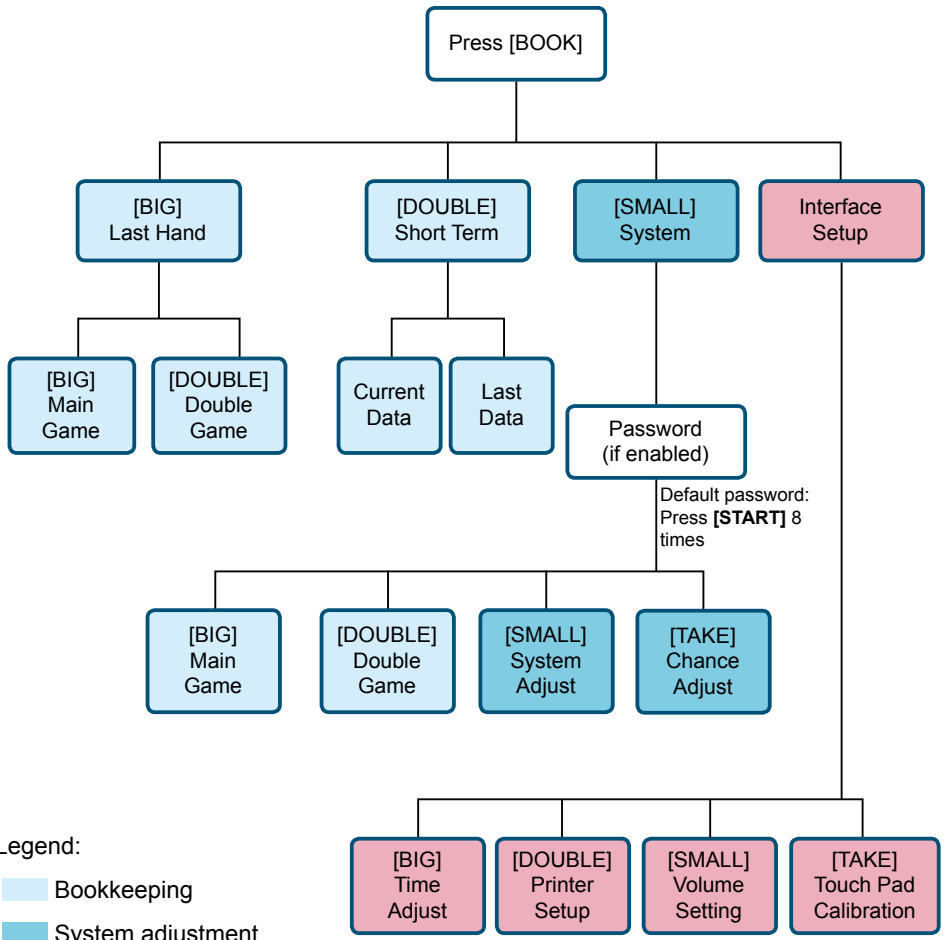 Press [BOOK]
[BIG]
Last Hand
[DOUBLE]
Short Term
[SMALL]
System
Interface
Setup
[BIG]
Main
Game
[DOUBLE]
Double
Game
Current
Data
Last
Data
Password
(if enabled)
Default password:
Press [START] 8
times
[BIG]
Main
Game
[DOUBLE]
Double
Game
[SMALL]
System
Adjust
[TAKE]
Chance
Adjust
[BIG]
Time
Adjust
[DOUBLE]
Printer
Setup
[SMALL]
Volume
Setting
[TAKE]
Touch Pad
Calibration
Legend:
Bookkeeping
System adjustment